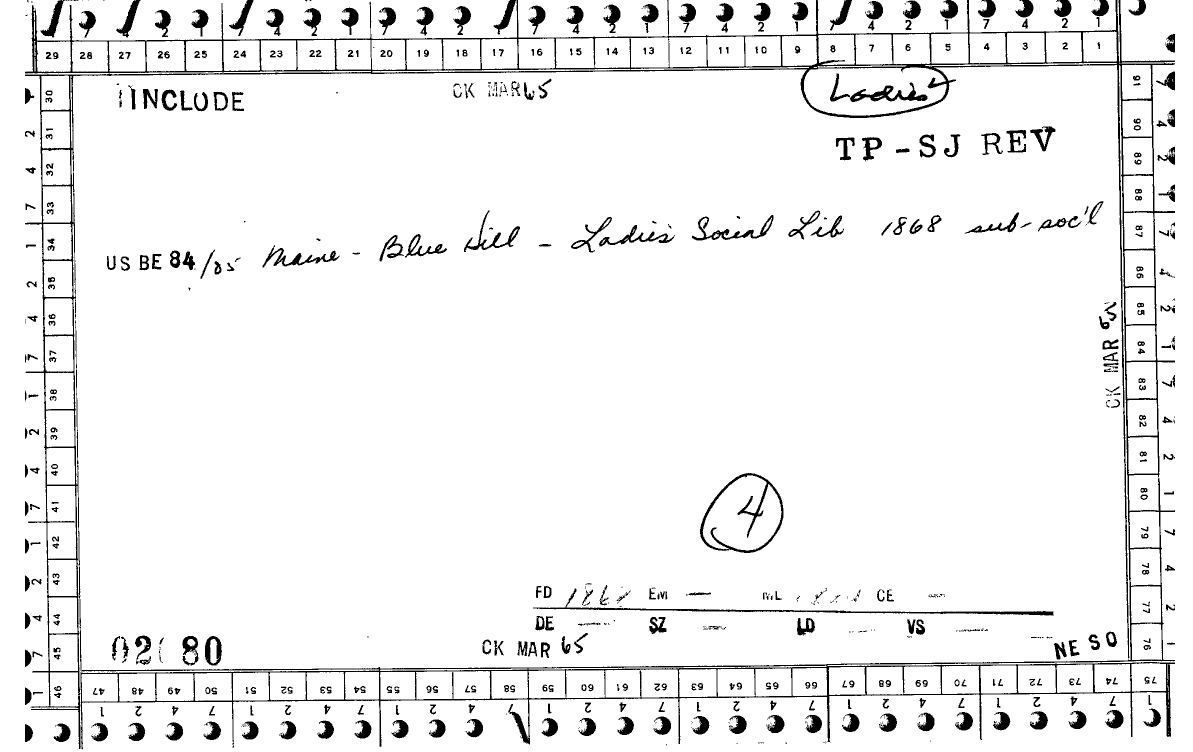 29 28 27 26 25 24 23 22 21 20 19 18 17 16 15 14 13 12 11 10 9 8 7 6 5 4 3 2 1
INCLUDE CK MAR 65 Ladies
TP-SJ REV
US BE 84/85 Maine - Blue Hill - Ladies Social Lib 1868 sub-soc'l
CK MAR 65
4
FD 1868 EM — ML CE —
DE — SZ — LD — VS —
02 80 CK MAR 65 NE SO
30 31 32 33 34 35 36 37 38 39 40 41 42 43 44 45 46
47 48 49 50 51 52 53 54 55 56 57 58 59 60 61 62 63 64 65 66 67 68 69 70 71 72 73 74 75
91 90 89 88 87 86 85 84 83 82 81 80 79 78 77 76